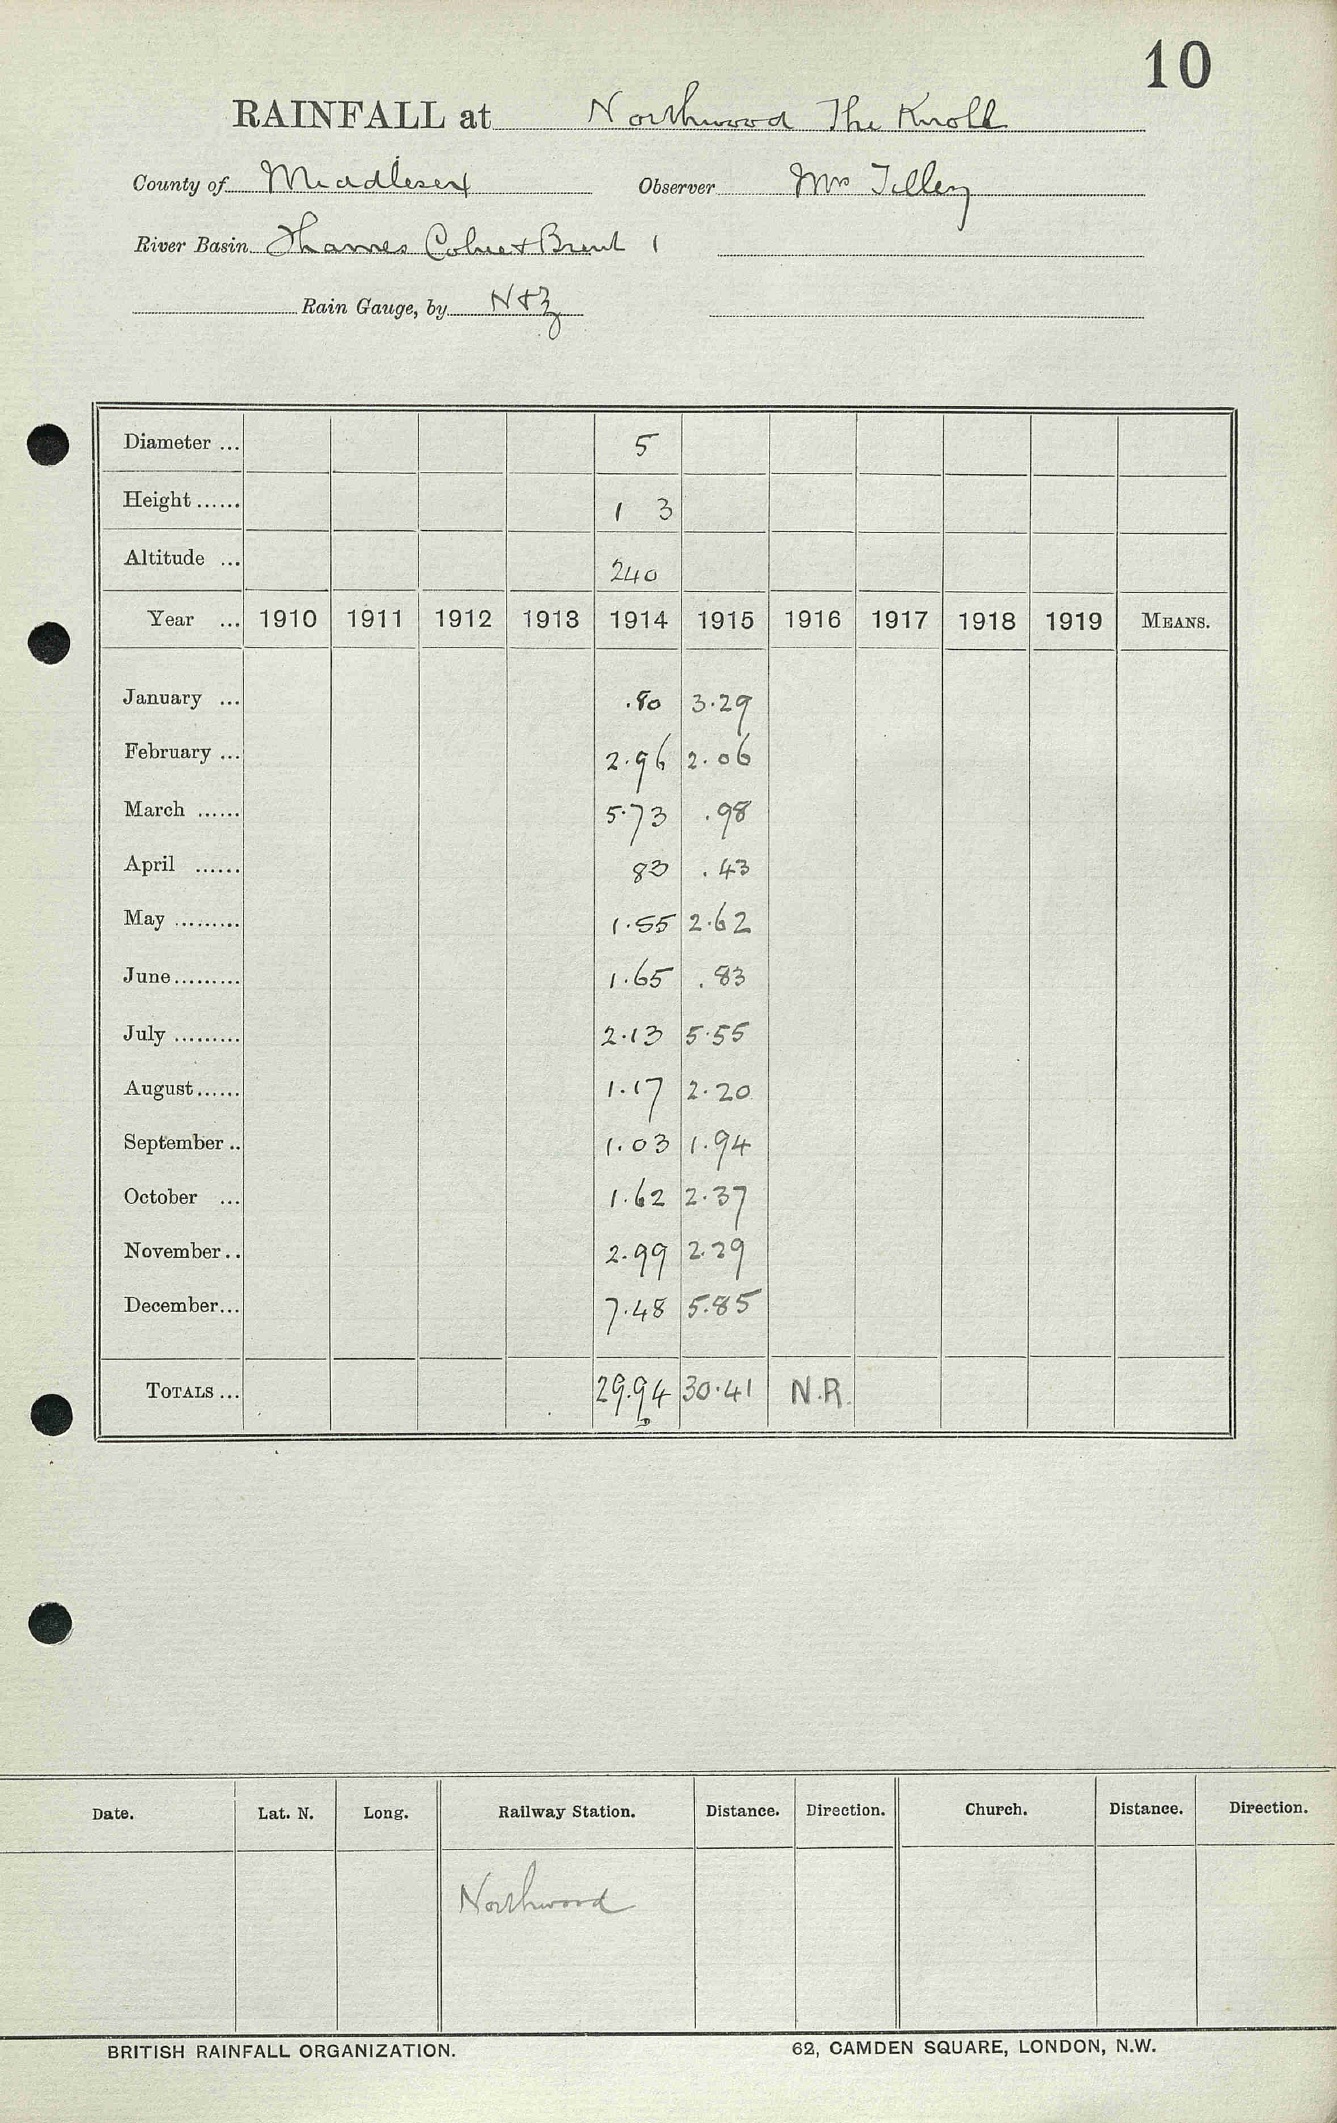 10
RAINFALL at Northwood The Knoll
County of Middlesex Observer Mrs Tilley
River Basin Thames Colne & Brent 1
Rain Gauge, by N & Z
Diameter ... 5
Height ...... 1 3
Altitude ... 240
Year ... 1910 1911 1912 1913 1914 1915 1916 1917 1918 1919 MEANS.
January ... .80 3.29
February ... 2.96 2.06
March ...... 5.73 .98
April ...... 83 .43
May ......... 1.55 2.62
June ......... 1.65 .83
July ......... 2.13 5.55
August ...... 1.17 2.20
September .. 1.03 1.94
October ... 1.62 2.37
November .. 2.99 2.29
December ... 7.48 5.85
TOTALS ... 29.94 30.41 N.R.
Date. Lat. N. Long. Railway Station. Distance. Direction. Church. Distance. Direction.
Northwood
BRITISH RAINFALL ORGANIZATION. 62, CAMDEN SQUARE, LONDON, N.W.